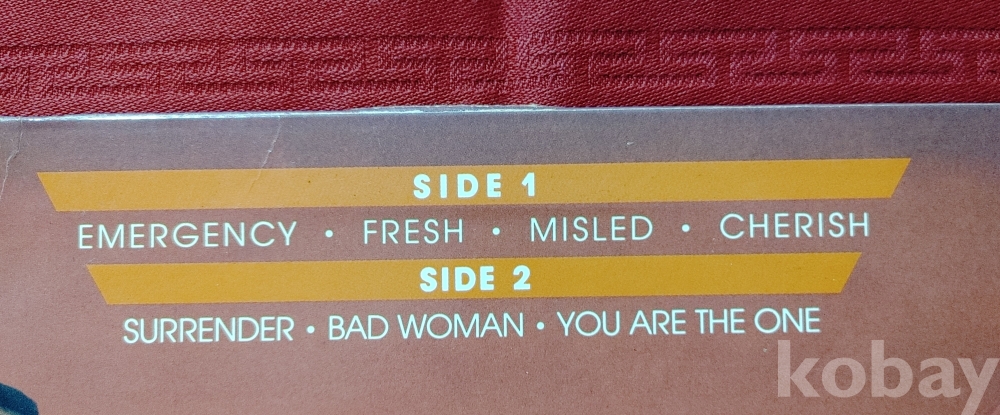 SIDE 1
EMERGENCY • FRESH • MISLED • CHERISH
SIDE 2
SURRENDER • BAD WOMAN • YOU ARE THE ONE
kobay